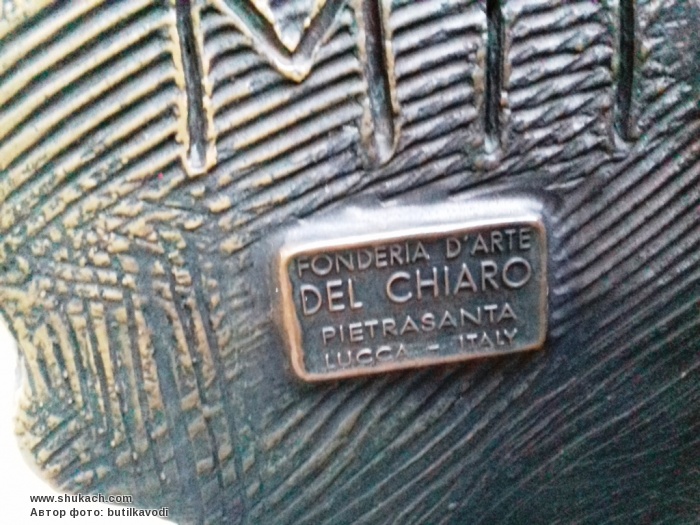 FONDERIA D'ARTE
DEL CHIARO
PIETRASANTA
LUCCA - ITALY
www.shukach.com
Автор фото: butilkavodi